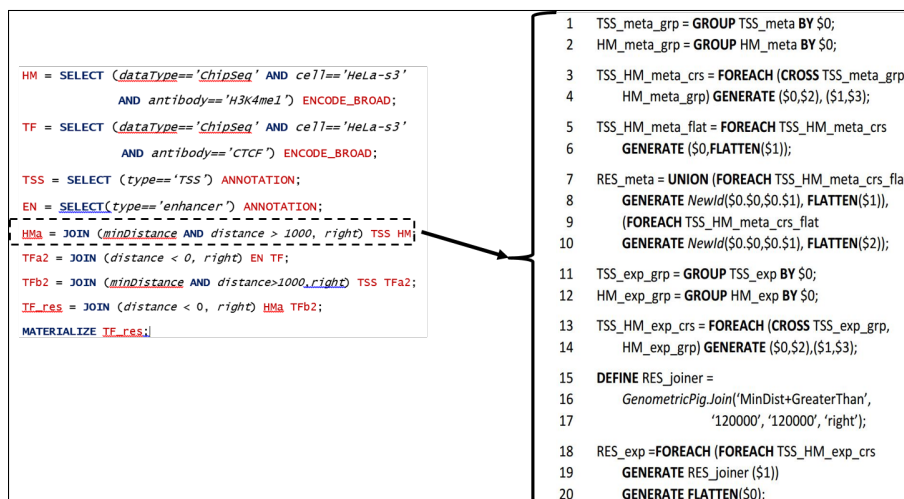 HM = SELECT (dataType=='ChipSeq' AND cell=='HeLa-s3'
AND antibody=='H3K4me1') ENCODE_BROAD;
TF = SELECT (dataType=='ChipSeq' AND cell=='HeLa-s3'
AND antibody=='CTCF') ENCODE_BROAD;
TSS = SELECT (type=='TSS') ANNOTATION;
EN = SELECT(type=='enhancer') ANNOTATION;
HMa = JOIN (minDistance AND distance > 1000, right) TSS HM
TFa2 = JOIN (distance < 0, right) EN TF;
TFb2 = JOIN (minDistance AND distance>1000,right) TSS TFa2;
TF_res = JOIN (distance < 0, right) HMa TFb2;
MATERIALIZE TF_res;
1 TSS_meta_grp = GROUP TSS_meta BY $0;
2 HM_meta_grp = GROUP HM_meta BY $0;
3 TSS_HM_meta_crs = FOREACH (CROSS TSS_meta_grp
4 HM_meta_grp) GENERATE ($0,$2), ($1,$3);
5 TSS_HM_meta_flat = FOREACH TSS_HM_meta_crs
6 GENERATE ($0,FLATTEN($1));
7 RES_meta = UNION (FOREACH TSS_HM_meta_crs_fla
8 GENERATE NewId($0.$0,$0.$1), FLATTEN($1)),
9 (FOREACH TSS_HM_meta_crs_flat
10 GENERATE NewId($0.$0,$0.$1), FLATTEN($2));
11 TSS_exp_grp = GROUP TSS_exp BY $0;
12 HM_exp_grp = GROUP HM_exp BY $0;
13 TSS_HM_exp_crs = FOREACH (CROSS TSS_exp_grp,
14 HM_exp_grp) GENERATE ($0,$2),($1,$3);
15 DEFINE RES_joiner =
16 GenometricPig.Join('MinDist+GreaterThan',
17 '120000', '120000', 'right');
18 RES_exp =FOREACH (FOREACH TSS_HM_exp_crs
19 GENERATE RES_joiner ($1))
20 GENERATE FLATTEN($0);